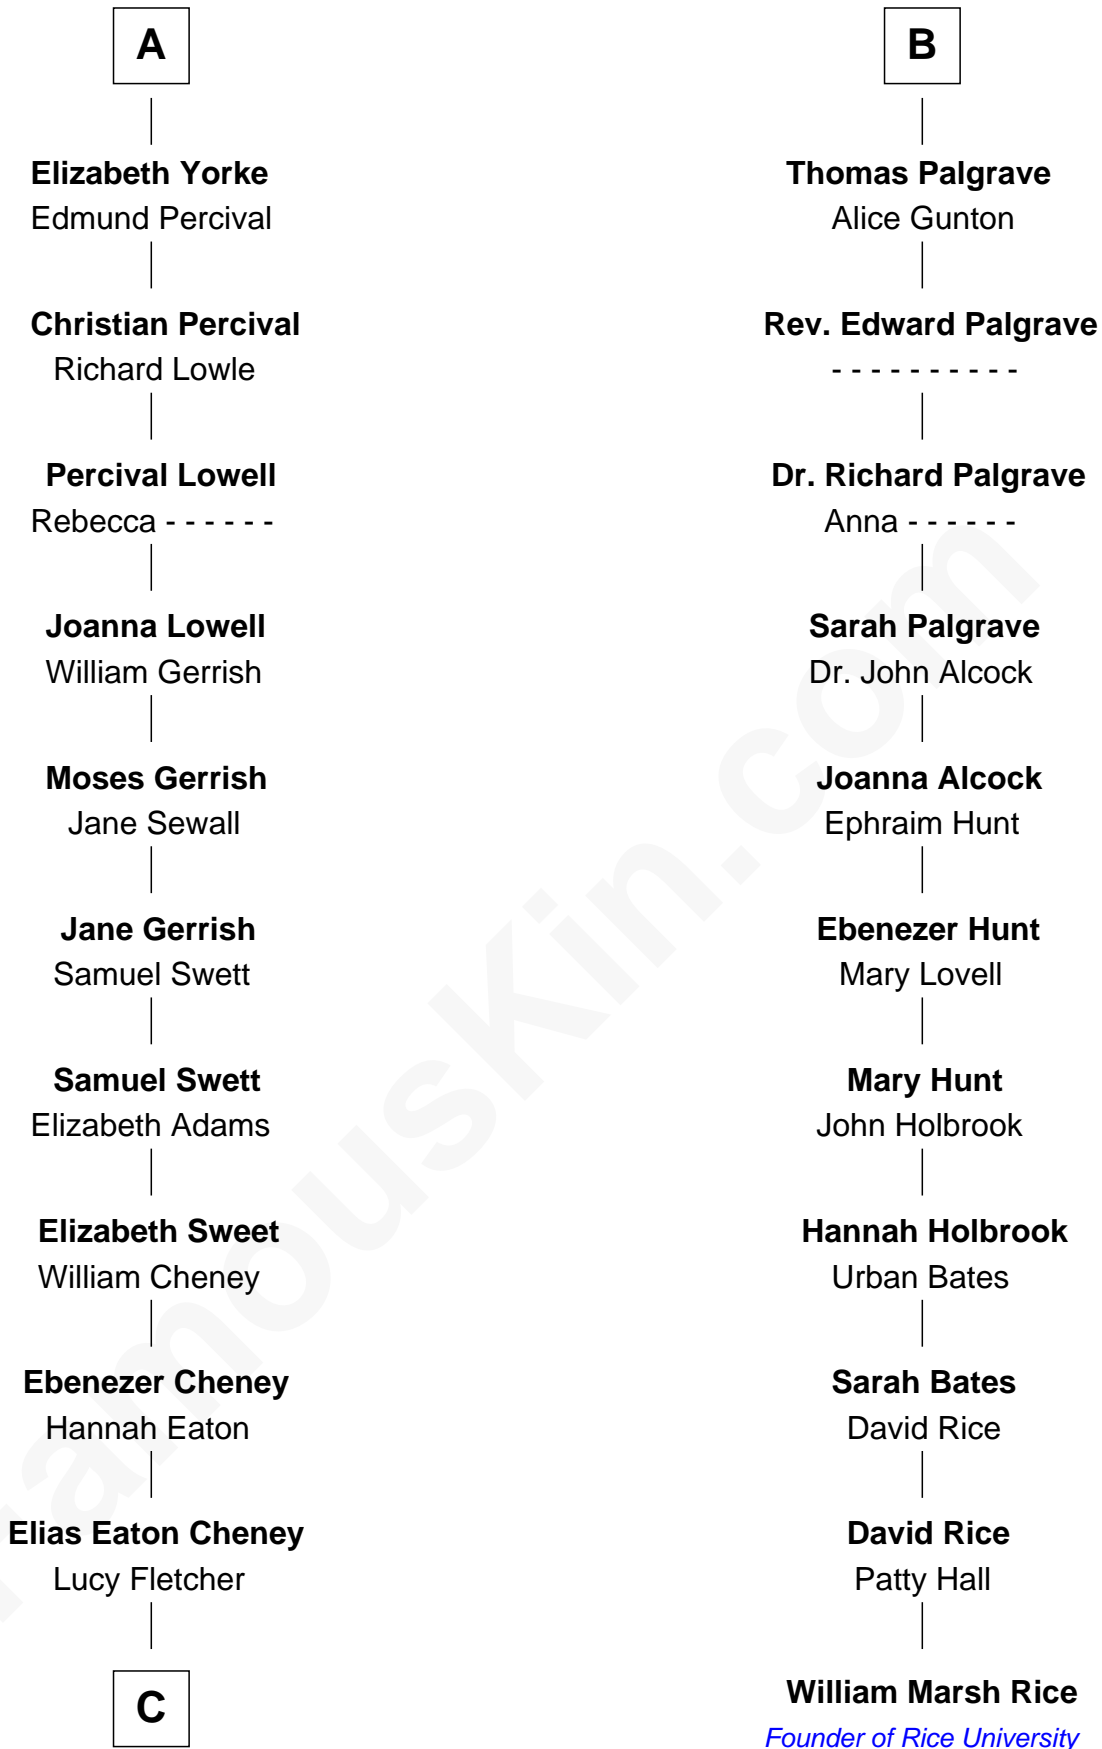 A
Elizabeth Yorke
Edmund Percival
Christian Percival
Richard Lowle
Percival Lowell
Rebecca - - - - - -
Joanna Lowell
William Gerrish
Moses Gerrish
Jane Sewall
Jane Gerrish
Samuel Swett
Samuel Swett
Elizabeth Adams
Elizabeth Sweet
William Cheney
Ebenezer Cheney
Hannah Eaton
Elias Eaton Cheney
Lucy Fletcher
C
B
Thomas Palgrave
Alice Gunton
Rev. Edward Palgrave
- - - - - - - - - -
Dr. Richard Palgrave
Anna - - - - - -
Sarah Palgrave
Dr. John Alcock
Joanna Alcock
Ephraim Hunt
Ebenezer Hunt
Mary Lovell
Mary Hunt
John Holbrook
Hannah Holbrook
Urban Bates
Sarah Bates
David Rice
David Rice
Patty Hall
William Marsh Rice
Founder of Rice University
FamousKin.com